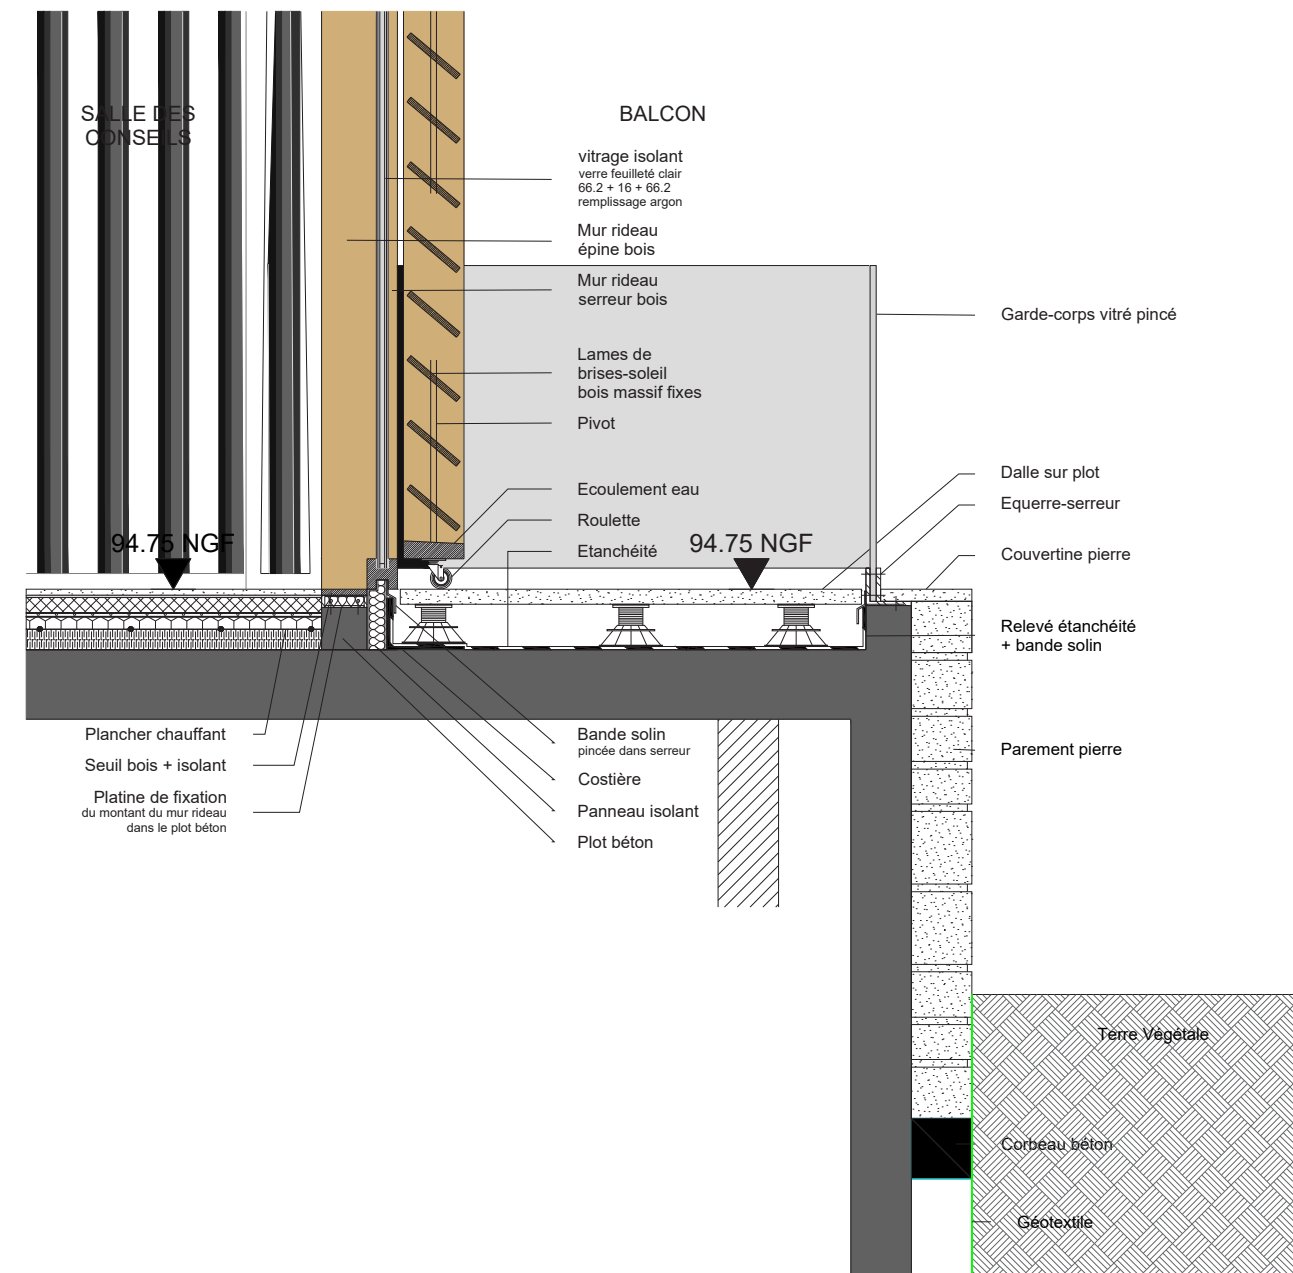 SALLE DES
CONSEILS
BALCON
vitrage isolant
verre feuilleté clair
66.2 + 16 + 66.2
remplissage argon
Mur rideau
épine bois
Mur rideau
serreur bois
Garde-corps vitré pincé
Lames de
brises-soleil
bois massif fixes
Pivot
Dalle sur plot
Ecoulement eau
Equerre-serreur
Roulette
94.75 NGF
Etanchéité
94.75 NGF
Couvertine pierre
Relevé étanchéité
+ bande solin
Plancher chauffant
Seuil bois + isolant
Platine de fixation
du montant du mur rideau
dans le plot béton
Bande solin
pincée dans serreur
Costière
Panneau isolant
Plot béton
Parement pierre
Terre Végétale
Corbeau béton
Géotextile